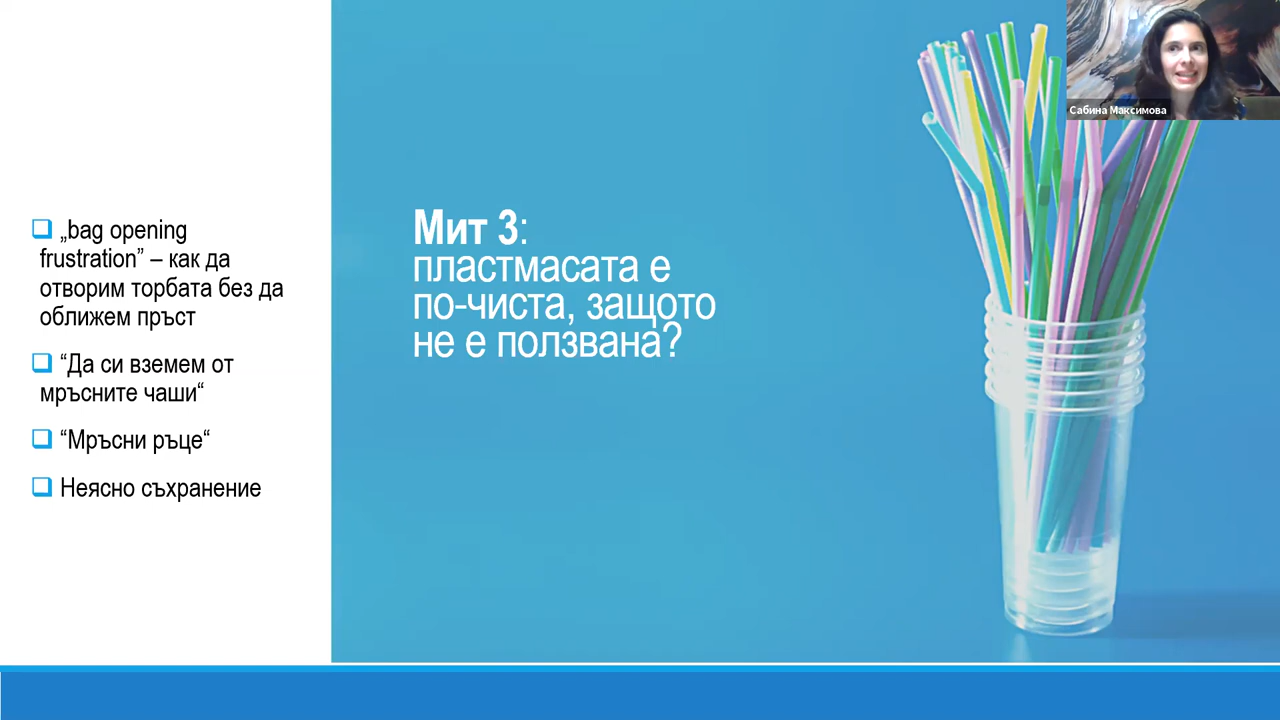 „bag opening
frustration” – как да
отворим торбата без да
оближем пръст
“Да си вземем от
мръсните чаши“
“Мръсни ръце“
Неясно съхранение
Мит 3:
пластмасата е
по-чиста, защото
не е ползвана?
Сабина Максимова